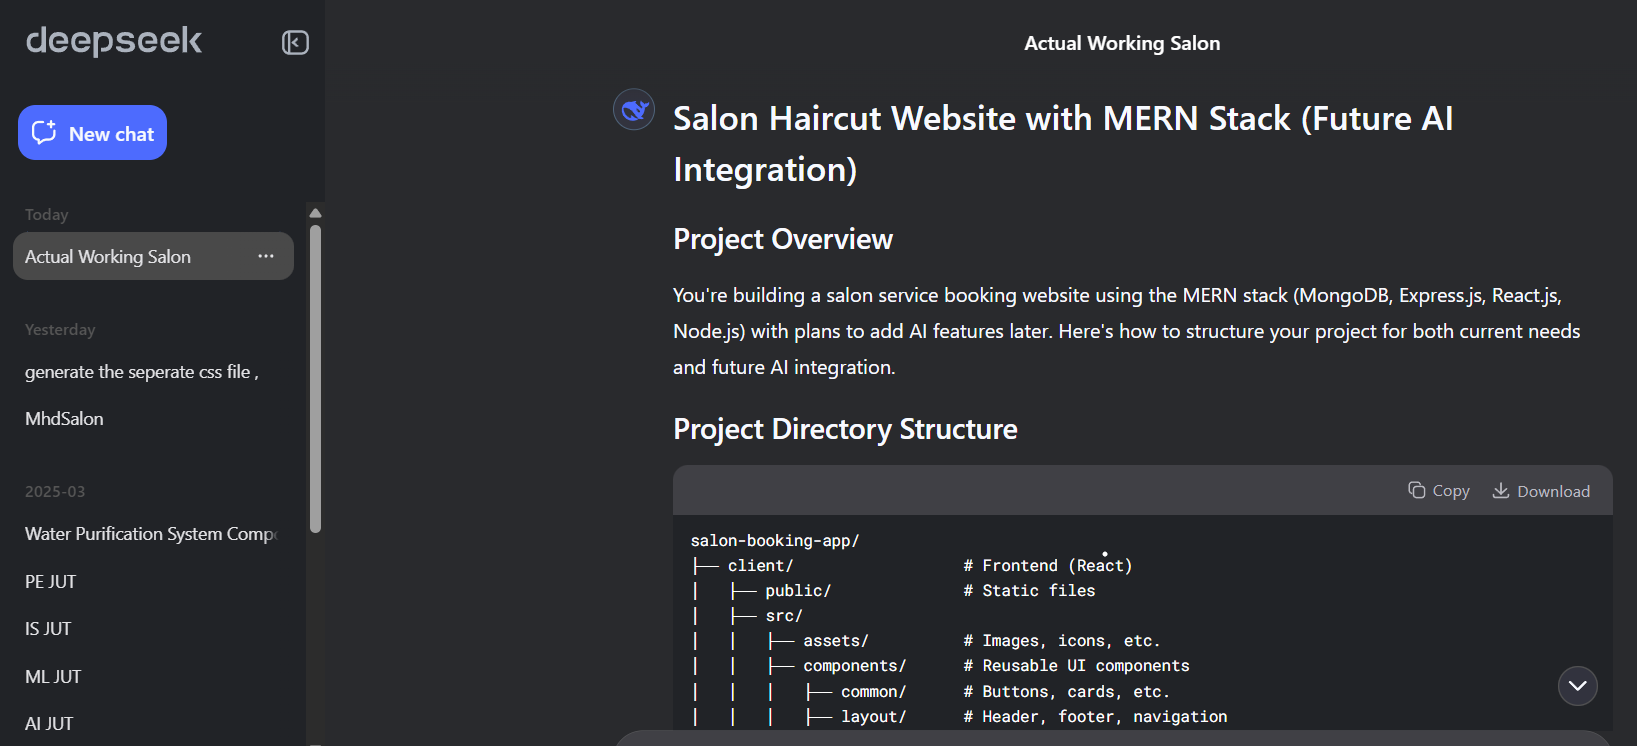 deepseek
New chat
Today
Actual Working Salon
Yesterday
generate the seperate css file ,
MhdSalon
2025-03
Water Purification System
PE JUT
IS JUT
ML JUT
AI JUT
Actual Working Salon
Salon Haircut Website with MERN Stack (Future AI
Integration)
Project Overview
You're building a salon service booking website using the MERN stack (MongoDB, Express.js, React.js,
Node.js) with plans to add AI features later. Here's how to structure your project for both current needs
and future AI integration.
Project Directory Structure
Copy Download
salon-booking-app/
├── client/ # Frontend (React)
│ ├── public/ # Static files
│ ├── src/
│ │ ├── assets/ # Images, icons, etc.
│ │ ├── components/ # Reusable UI components
│ │ │ ├── common/ # Buttons, cards, etc.
│ │ │ ├── layout/ # Header, footer, navigation